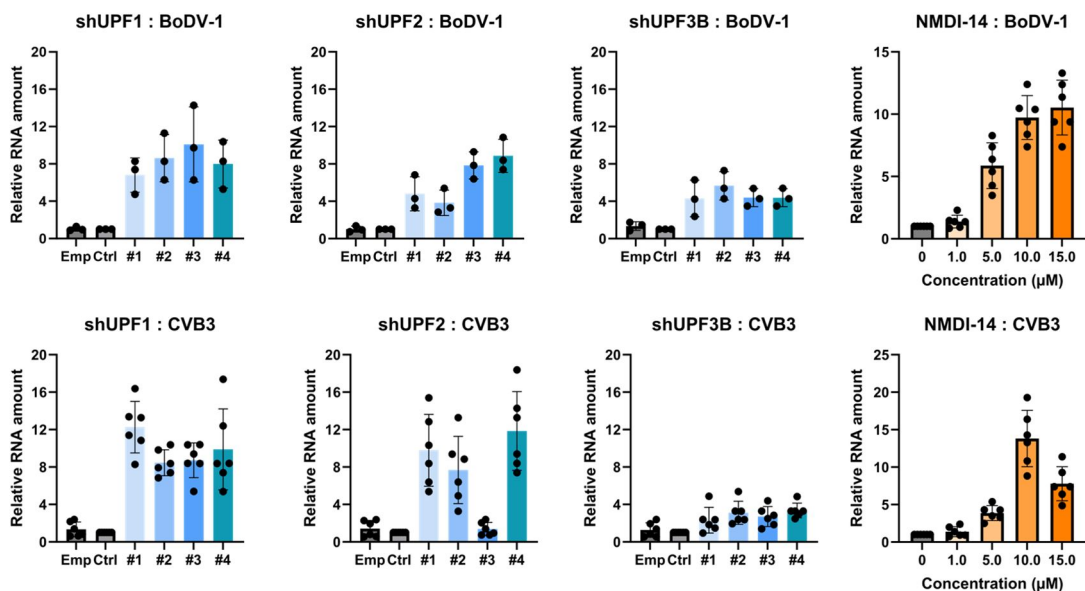 shUPF1 : BoDV-1
Relative RNA amount
20
16
12
8
4
0
Emp Ctrl #1 #2 #3 #4
shUPF2 : BoDV-1
Relative RNA amount
20
16
12
8
4
0
Emp Ctrl #1 #2 #3 #4
shUPF3B : BoDV-1
Relative RNA amount
20
16
12
8
4
0
Emp Ctrl #1 #2 #3 #4
NMDI-14 : BoDV-1
Relative RNA amount
15
10
5
0
0 1.0 5.0 10.0 15.0
Concentration (µM)
shUPF1 : CVB3
Relative RNA amount
20
16
12
8
4
0
Emp Ctrl #1 #2 #3 #4
shUPF2 : CVB3
Relative RNA amount
20
16
12
8
4
0
Emp Ctrl #1 #2 #3 #4
shUPF3B : CVB3
Relative RNA amount
20
16
12
8
4
0
Emp Ctrl #1 #2 #3 #4
NMDI-14 : CVB3
Relative RNA amount
25
20
15
10
5
0
0 1.0 5.0 10.0 15.0
Concentration (µM)